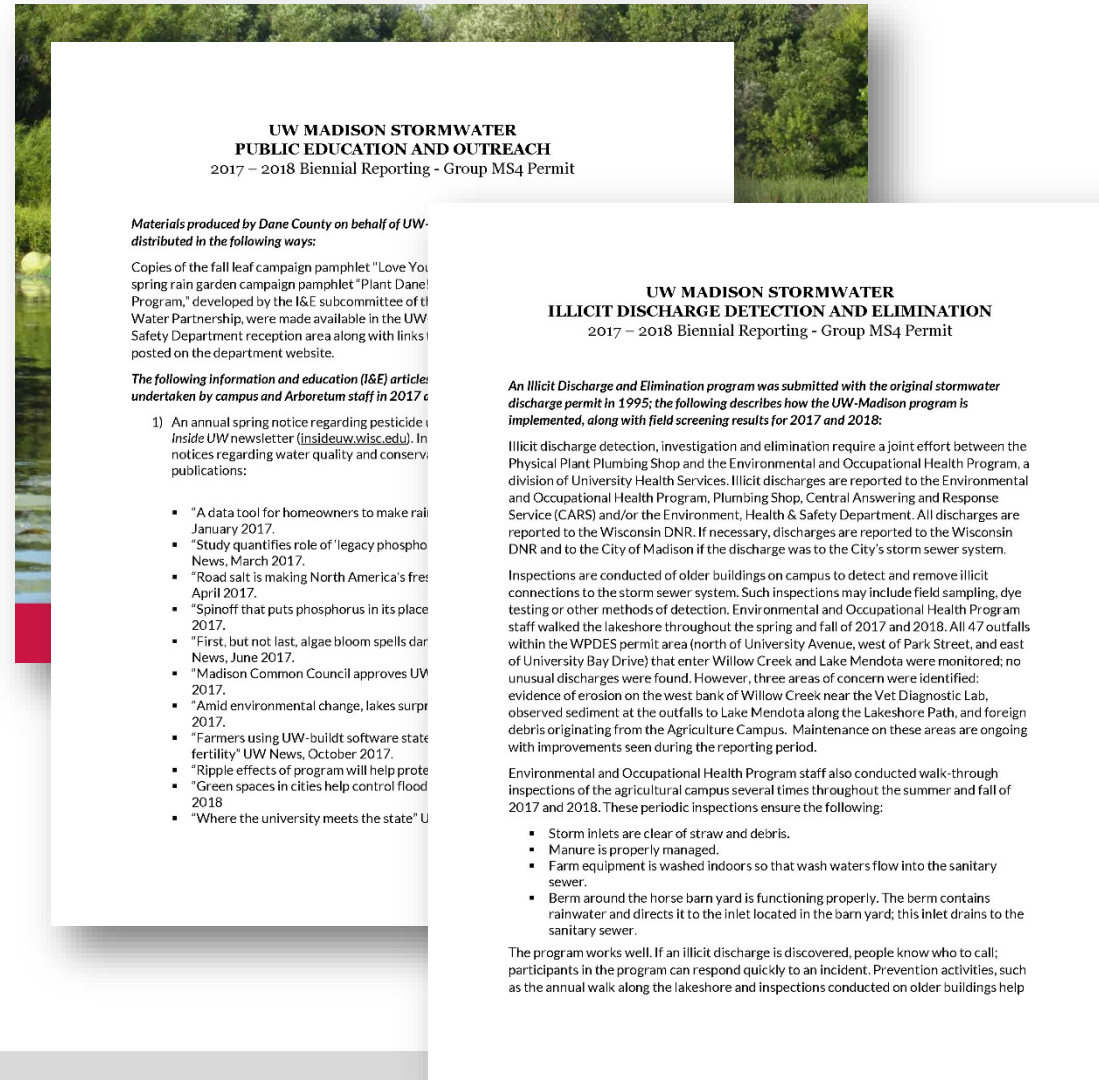 UW MADISON STORMWATER
PUBLIC EDUCATION AND OUTREACH
2017 – 2018 Biennial Reporting - Group MS4 Permit
Materials produced by Dane County on behalf of UW-
distributed in the following ways:
Copies of the fall leaf campaign pamphlet "Love You
spring rain garden campaign pamphlet "Plant Dane!
Program," developed by the I&E subcommittee of th
Water Partnership, were made available in the UW
Safety Department reception area along with links t
posted on the department website.
The following information and education (I&E) articles
undertaken by campus and Arboretum staff in 2017 a
1) An annual spring notice regarding pesticide u
Inside UW newsletter (insideuw.wisc.edu). In
notices regarding water quality and conserva
publications:
▪ "A data tool for homeowners to make rai
January 2017.
▪ "Study quantifies role of 'legacy phospho
News, March 2017.
▪ "Road salt is making North America's fres
April 2017.
▪ "Spinoff that puts phosphorus in its place
2017.
▪ "First, but not last, algae bloom spells dan
News, June 2017.
▪ "Madison Common Council approves UW
2017.
▪ "Amid environmental change, lakes surpr
2017.
▪ "Farmers using UW-buildt software state
fertility" UW News, October 2017.
▪ "Ripple effects of program will help prote
▪ "Green spaces in cities help control flood
2018
▪ "Where the university meets the state" U
UW MADISON STORMWATER
ILLICIT DISCHARGE DETECTION AND ELIMINATION
2017 – 2018 Biennial Reporting - Group MS4 Permit
An Illicit Discharge and Elimination program was submitted with the original stormwater
discharge permit in 1995; the following describes how the UW-Madison program is
implemented, along with field screening results for 2017 and 2018:
Illicit discharge detection, investigation and elimination require a joint effort between the
Physical Plant Plumbing Shop and the Environmental and Occupational Health Program, a
division of University Health Services. Illicit discharges are reported to the Environmental
and Occupational Health Program, Plumbing Shop, Central Answering and Response
Service (CARS) and/or the Environment, Health & Safety Department. All discharges are
reported to the Wisconsin DNR. If necessary, discharges are reported to the Wisconsin
DNR and to the City of Madison if the discharge was to the City's storm sewer system.
Inspections are conducted of older buildings on campus to detect and remove illicit
connections to the storm sewer system. Such inspections may include field sampling, dye
testing or other methods of detection. Environmental and Occupational Health Program
staff walked the lakeshore throughout the spring and fall of 2017 and 2018. All 47 outfalls
within the WPDES permit area (north of University Avenue, west of Park Street, and east
of University Bay Drive) that enter Willow Creek and Lake Mendota were monitored; no
unusual discharges were found. However, three areas of concern were identified:
evidence of erosion on the west bank of Willow Creek near the Vet Diagnostic Lab,
observed sediment at the outfalls to Lake Mendota along the Lakeshore Path, and foreign
debris originating from the Agriculture Campus. Maintenance on these areas are ongoing
with improvements seen during the reporting period.
Environmental and Occupational Health Program staff also conducted walk-through
inspections of the agricultural campus several times throughout the summer and fall of
2017 and 2018. These periodic inspections ensure the following:
▪ Storm inlets are clear of straw and debris.
▪ Manure is properly managed.
▪ Farm equipment is washed indoors so that wash waters flow into the sanitary
sewer.
▪ Berm around the horse barn yard is functioning properly. The berm contains
rainwater and directs it to the inlet located in the barn yard; this inlet drains to the
sanitary sewer.
The program works well. If an illicit discharge is discovered, people know who to call;
participants in the program can respond quickly to an incident. Prevention activities, such
as the annual walk along the lakeshore and inspections conducted on older buildings help